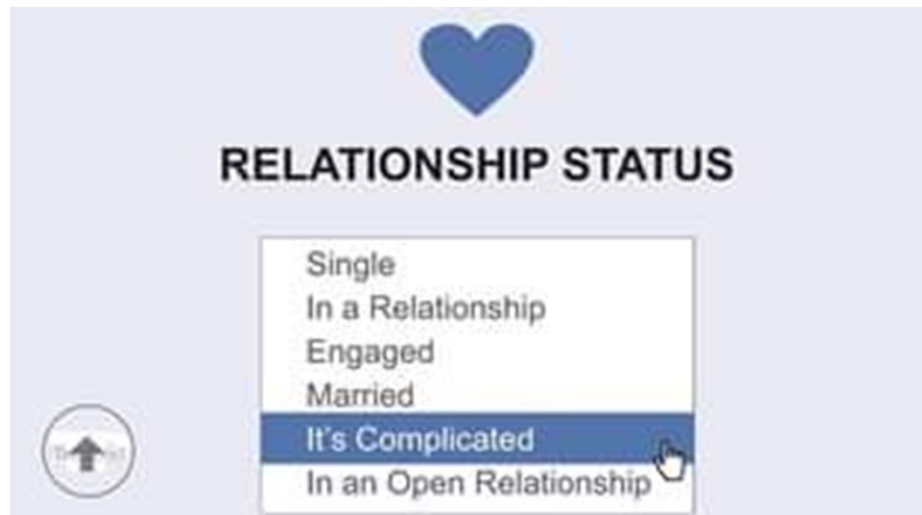 RELATIONSHIP STATUS
Single
In a Relationship
Engaged
Married
It's Complicated
In an Open Relationship